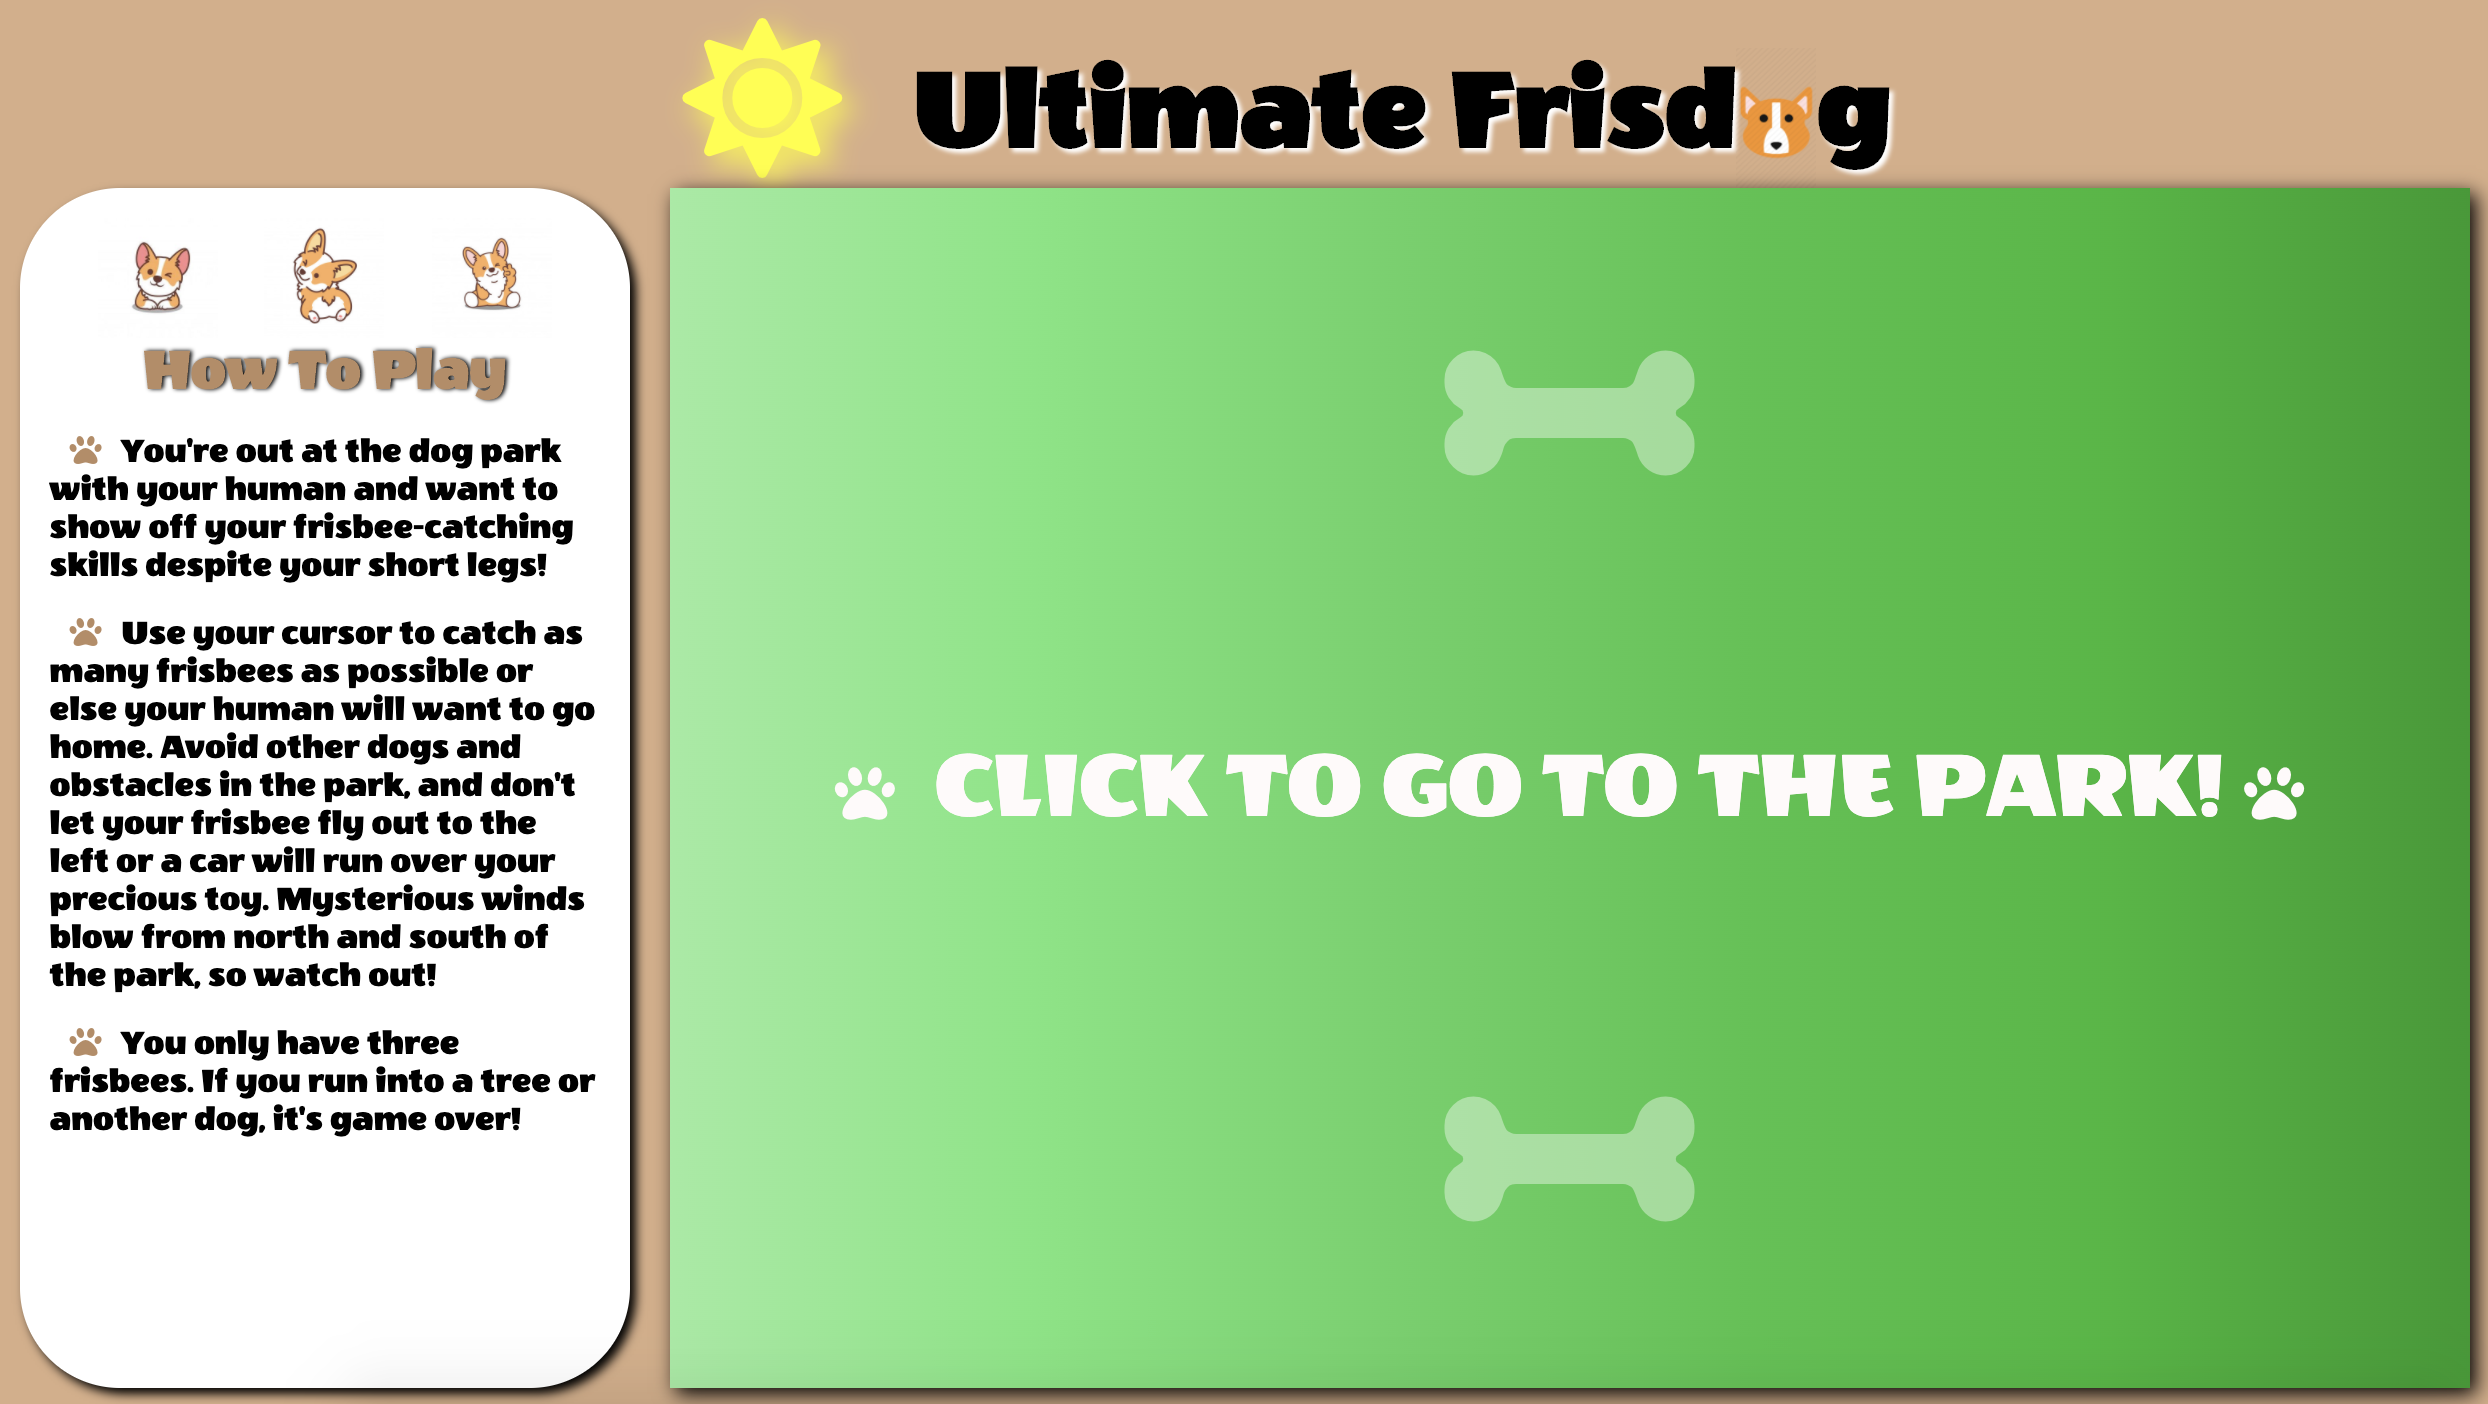 Ultimate Frisdog
How To Play
You're out at the dog park
with your human and want to
show off your frisbee-catching
skills despite your short legs!
Use your cursor to catch as
many frisbees as possible or
else your human will want to go
home. Avoid other dogs and
obstacles in the park, and don't
let your frisbee fly out to the
left or a car will run over your
precious toy. Mysterious winds
blow from north and south of
the park, so watch out!
You only have three
frisbees. If you run into a tree or
another dog, it's game over!
CLICK TO GO TO THE PARK!